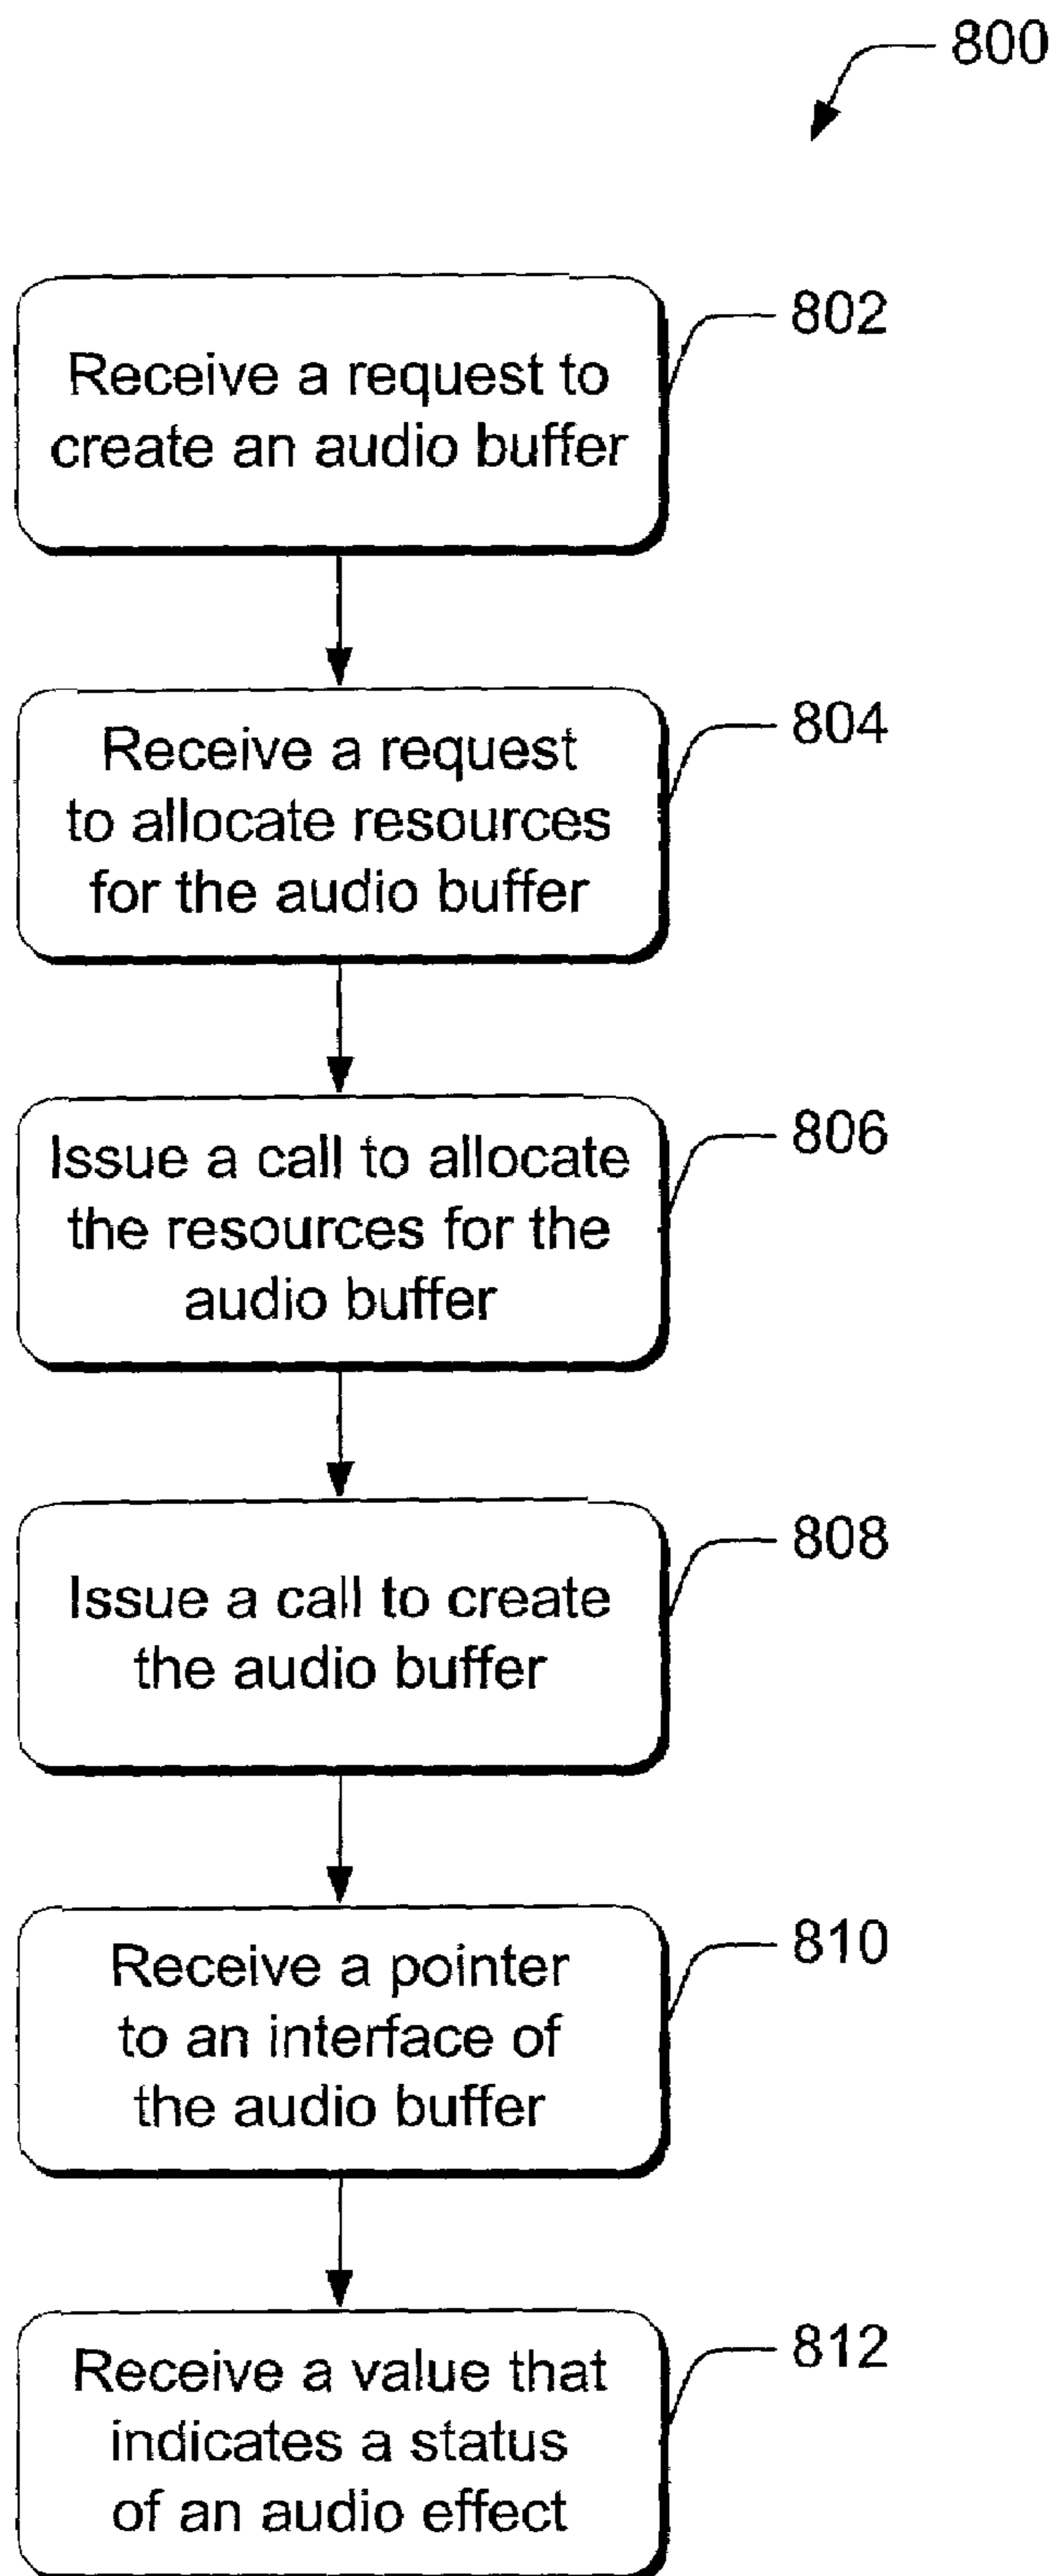 800
802
Receive a request to
create an audio buffer
804
Receive a request
to allocate resources
for the audio buffer
806
Issue a call to allocate
the resources for the
audio buffer
808
Issue a call to create
the audio buffer
810
Receive a pointer
to an interface of
the audio buffer
812
Receive a value that
indicates a status
of an audio effect